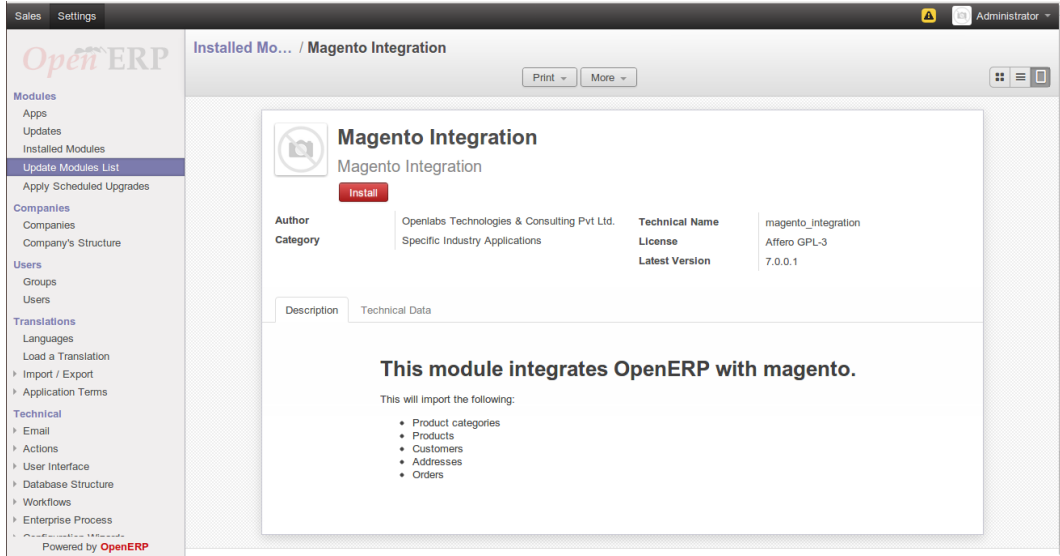 Sales Settings
Administrator
OpenERP
Modules
Apps
Updates
Installed Modules
Update Modules List
Apply Scheduled Upgrades
Companies
Companies
Company's Structure
Users
Groups
Users
Translations
Languages
Load a Translation
Import / Export
Application Terms
Technical
Email
Actions
User Interface
Database Structure
Workflows
Enterprise Process
Powered by OpenERP
Installed Mo... / Magento Integration
Print More
Magento Integration
Magento Integration
Install
Author Openlabs Technologies & Consulting Pvt Ltd. Technical Name magento_integration
Category Specific Industry Applications License Affero GPL-3
Latest Version 7.0.0.1
Description Technical Data
This module integrates OpenERP with magento.
This will import the following:
• Product categories
• Products
• Customers
• Addresses
• Orders